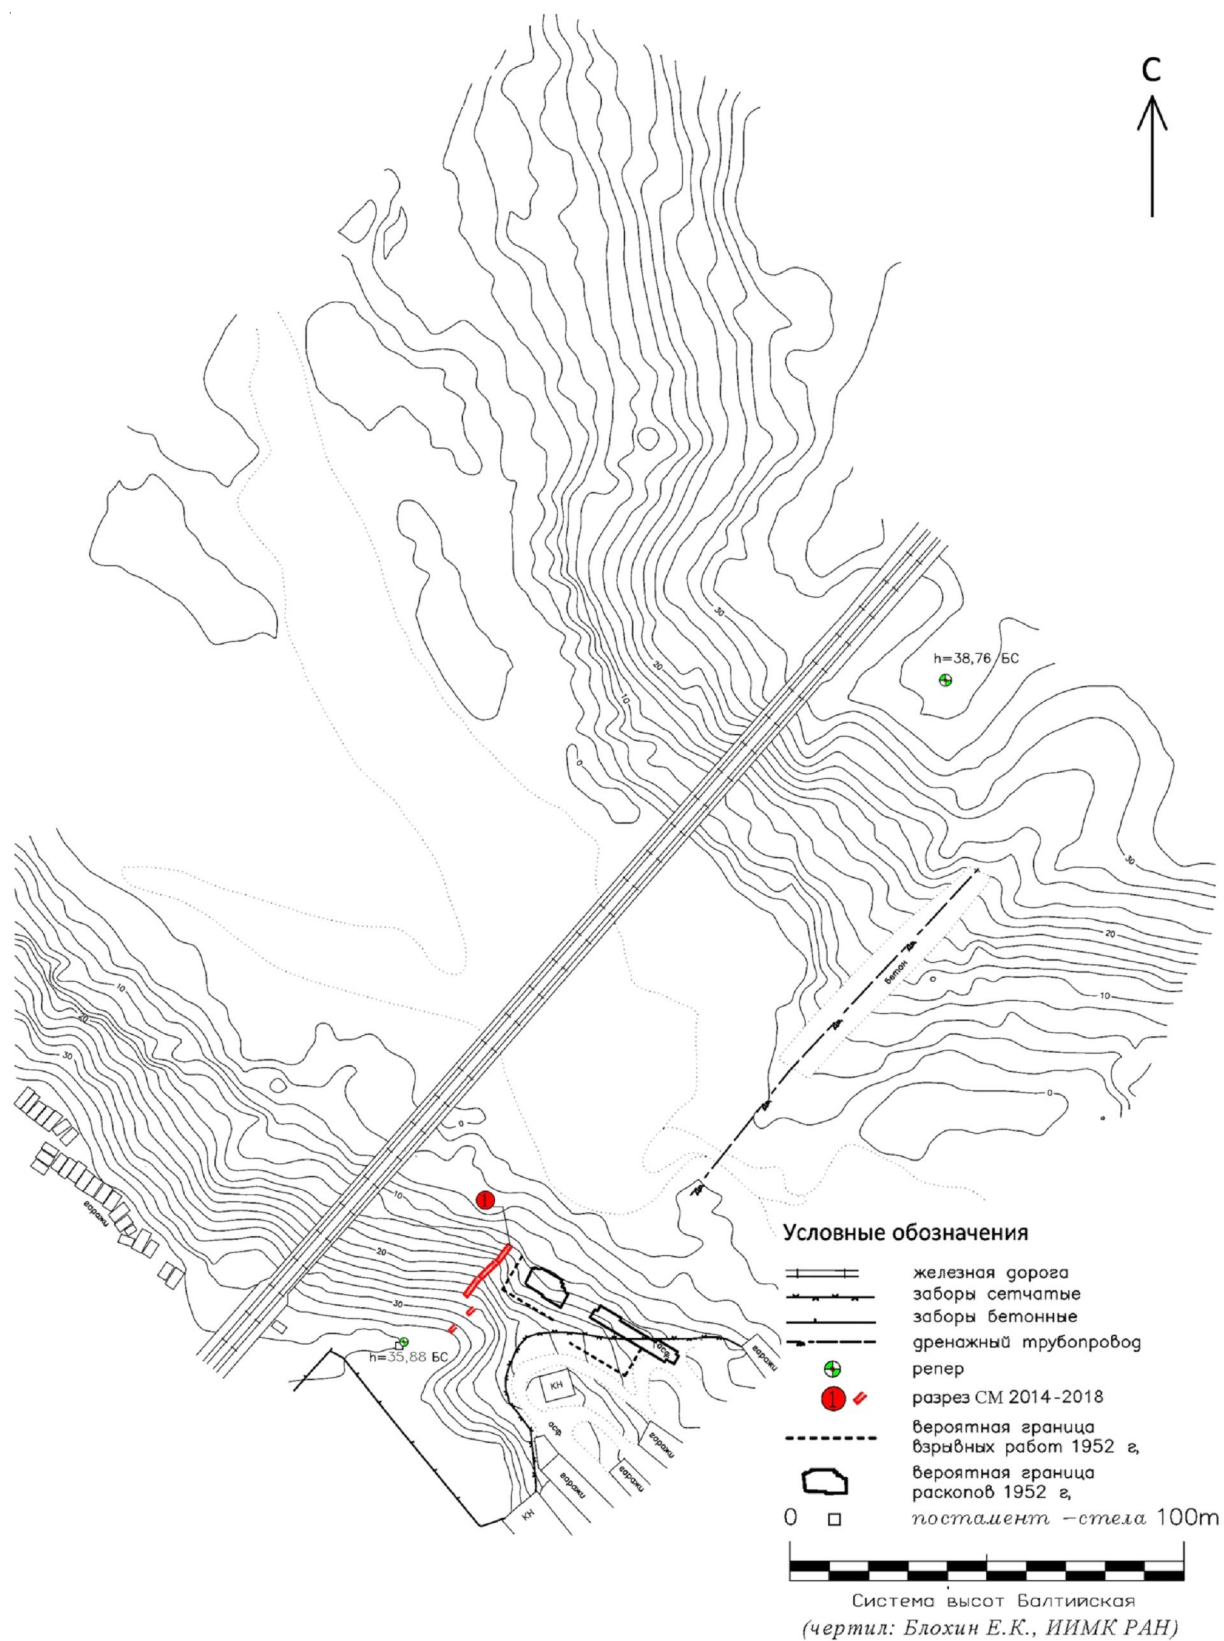 С
30
20
10
h=38,76 БС
0
30
20
бетон
10
10
20
30
0
0
гаражи
1
10
20
30
h=35,88 БС
асф
гаражи
КН
асф
гаражи
гаражи
гаражи
КН
Условные обозначения
железная дорога
заборы сетчатые
заборы бетонные
дренажный трубопровод
репер
1
разрез СМ 2014-2018
вероятная граница
взрывных работ 1952 г,
вероятная граница
раскопов 1952 г,
постамент -стела
0
100m
Система высот Балтийская
(чертил: Блохин Е.К., ИИМК РАН)